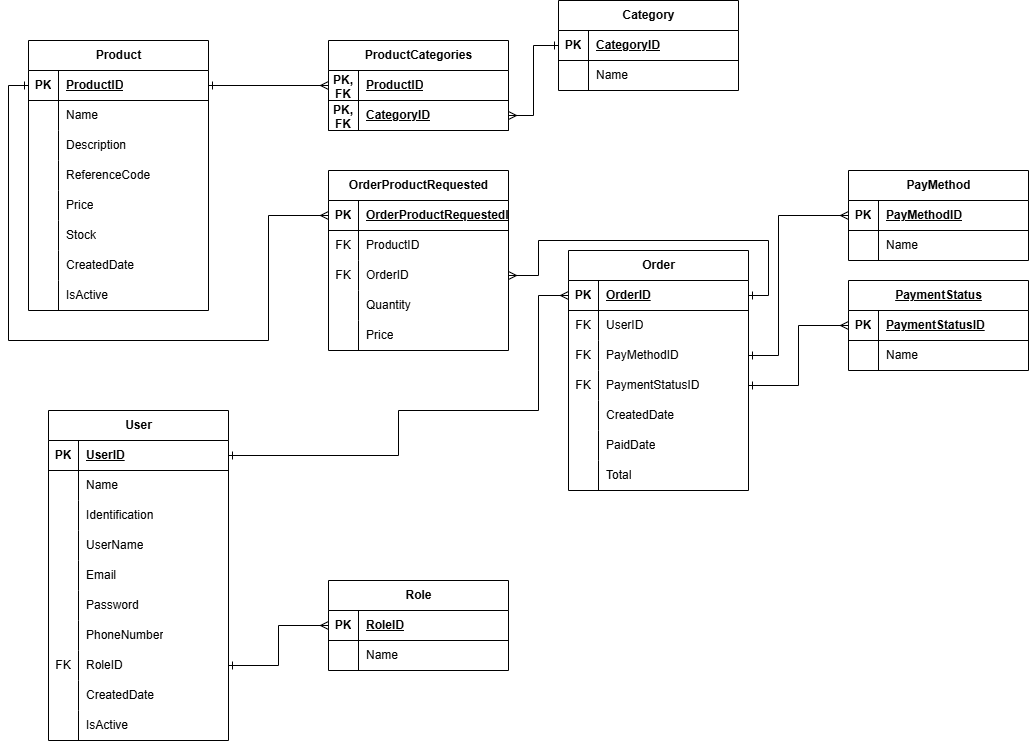 Category
PK CategoryID
Name
Product
PK ProductID
Name
Description
ReferenceCode
Price
Stock
CreatedDate
IsActive
ProductCategories
PK,
FK ProductID
PK,
FK CategoryID
OrderProductRequested
PK OrderProductRequestedI
FK ProductID
FK OrderID
Quantity
Price
Order
PK OrderID
FK UserID
FK PayMethodID
FK PaymentStatusID
CreatedDate
PaidDate
Total
PayMethod
PK PayMethodID
Name
PaymentStatus
PK PaymentStatusID
Name
User
PK UserID
Name
Identification
UserName
Email
Password
PhoneNumber
FK RoleID
CreatedDate
IsActive
Role
PK RoleID
Name